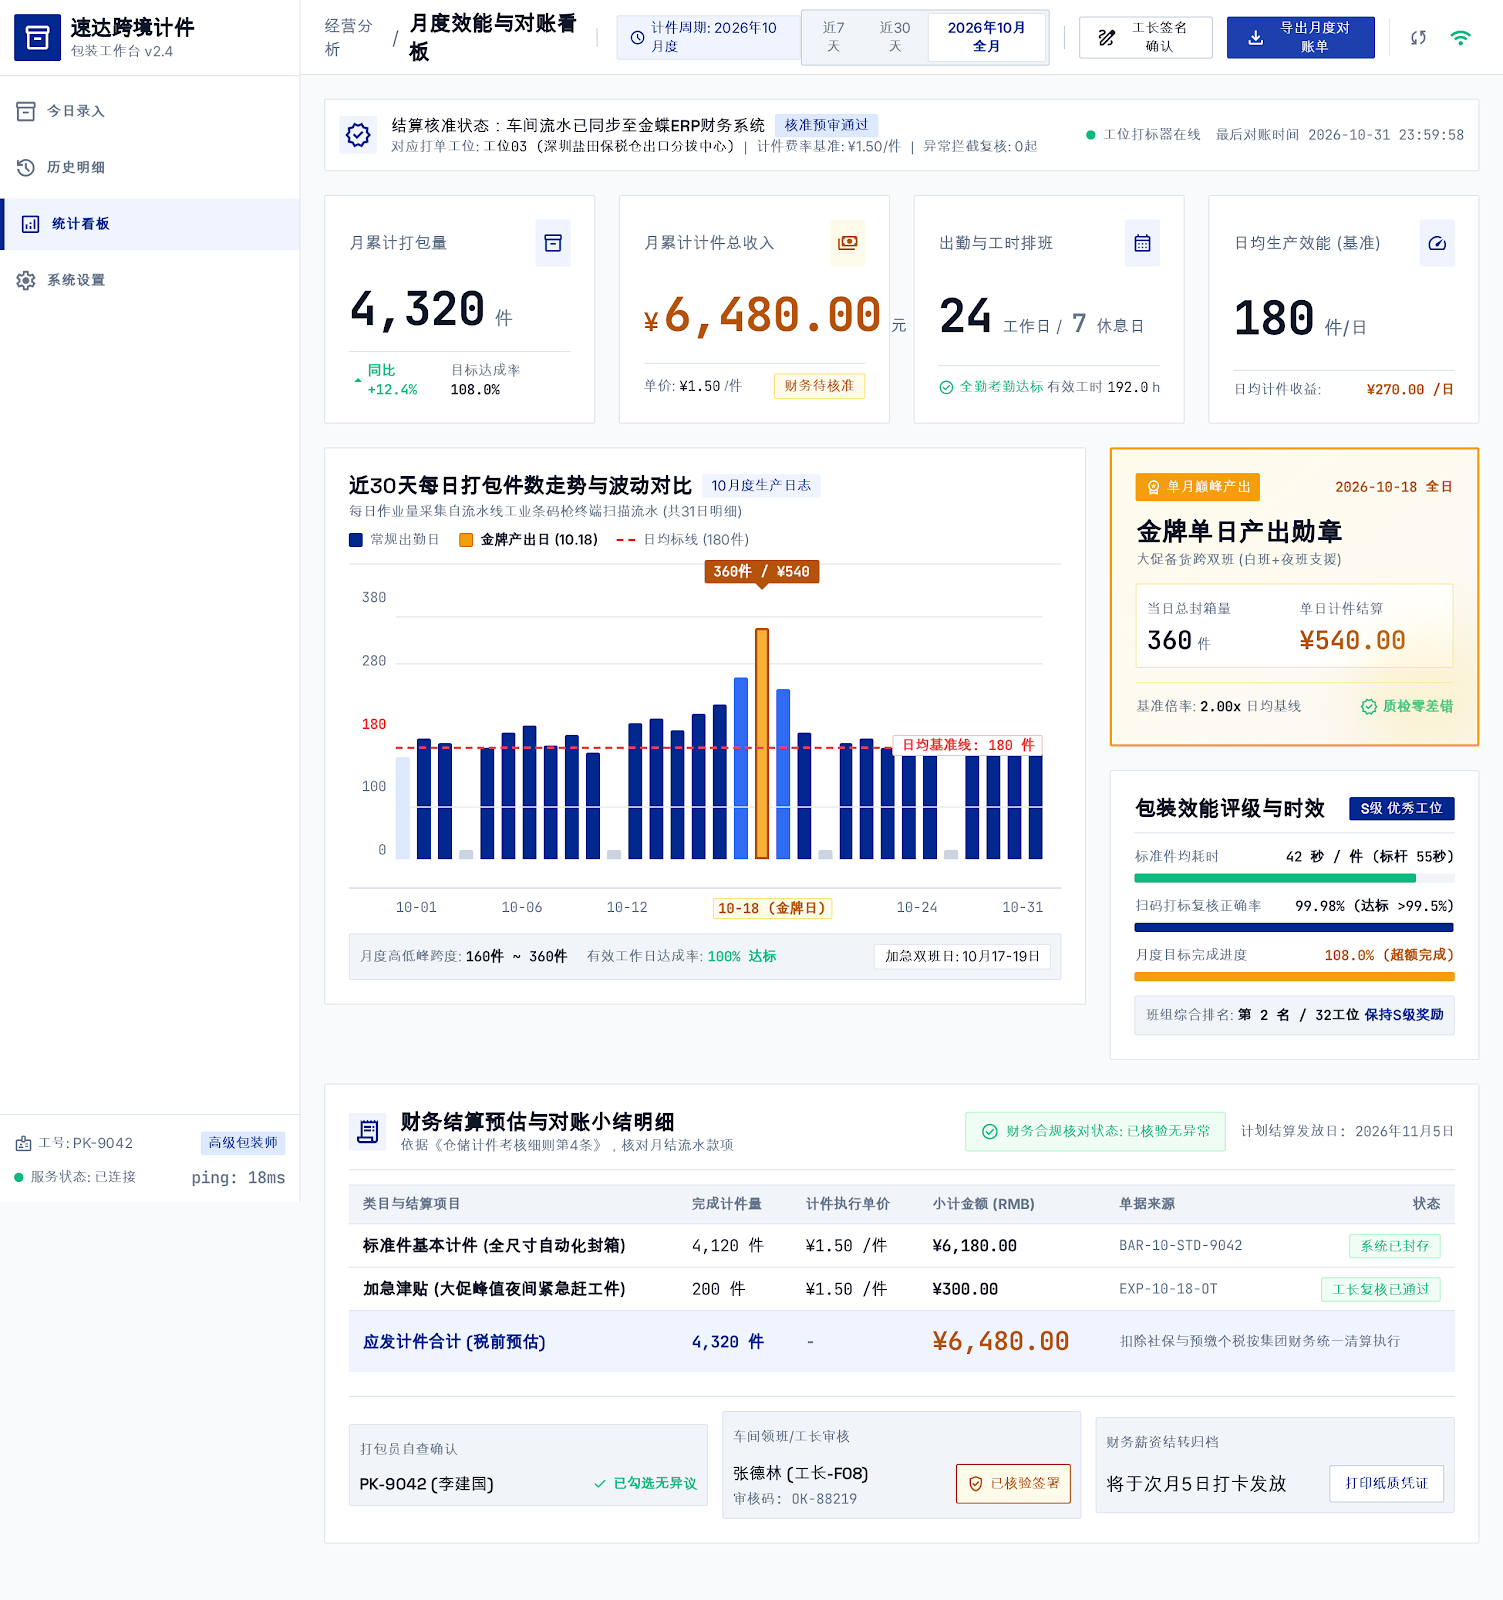 速达跨境计件
包装工作台 v2.4
今日录入
历史明细
统计看板
系统设置
工号: PK-9042
高级包装师
服务状态: 已连接
ping: 18ms
经营分
析
/
月度效能与对账看
板
计件周期: 2026年10
月度
近7
天
近30
天
2026年10月
全月
工长签名
确认
导出月度对
账单
结算核准状态：车间流水已同步至金蝶ERP财务系统
核准预审通过
对应打单工位: 工位03 (深圳盐田保税仓出口分拨中心) | 计件费率基准: ¥1.50/件 | 异常拦截复核: 0起
工位打标器在线
最后对账时间 2026-10-31 23:59:58
月累计打包量
4,320 件
同比
+12.4%
目标达成率
108.0%
月累计计件总收入
¥6,480.00 元
单价: ¥1.50 /件
财务待核准
出勤与工时排班
24 工作日 / 7 休息日
全勤考勤达标
有效工时 192.0 h
日均生产效能 (基准)
180 件/日
日均计件收益:
¥270.00 /日
近30天每日打包件数走势与波动对比
10月度生产日志
每日作业量采集自流水线工业条码枪终端扫描流水 (共31日明细)
常规出勤日
金牌产出日 (10.18)
日均标线 (180件)
360件 / ¥540
380
280
180
100
0
日均基准线: 180 件
10-01
10-06
10-12
10-18 (金牌日)
10-24
10-31
月度高低峰跨度: 160件 ~ 360件
有效工作日达成率: 100% 达标
加急双班日: 10月17-19日
单月巅峰产出
2026-10-18 全日
金牌单日产出勋章
大促备货跨双班 (白班+夜班支援)
当日总封箱量
360 件
单日计件结算
¥540.00
基准倍率: 2.00x 日均基线
质检零差错
包装效能评级与时效
S级 优秀工位
标准件均耗时
42 秒 / 件 (标杆 55秒)
扫码打标复核正确率
99.98% (达标 >99.5%)
月度目标完成进度
108.0% (超额完成)
班组综合排名: 第 2 名 / 32工位
保持S级奖励
财务结算预估与对账小结明细
依据《仓储计件考核细则第4条》，核对月结流水款项
财务合规核对状态: 已核验无异常
计划结算发放日: 2026年11月5日
类目与结算项目
完成计件量
计件执行单价
小计金额 (RMB)
单据来源
状态
标准件基本计件 (全尺寸自动化封箱)
4,120 件
¥1.50 /件
¥6,180.00
BAR-10-STD-9042
系统已封存
加急津贴 (大促峰值夜间紧急赶工件)
200 件
¥1.50 /件
¥300.00
EXP-10-18-OT
工长复核已通过
应发计件合计 (税前预估)
4,320 件
-
¥6,480.00
扣除社保与预缴个税按集团财务统一清算执行
打包员自查确认
PK-9042 (李建国)
已勾选无异议
车间领班/工长审核
张德林 (工长-F08)
审核码: OK-88219
已核验签署
财务薪资结转归档
将于次月5日打卡发放
打印纸质凭证